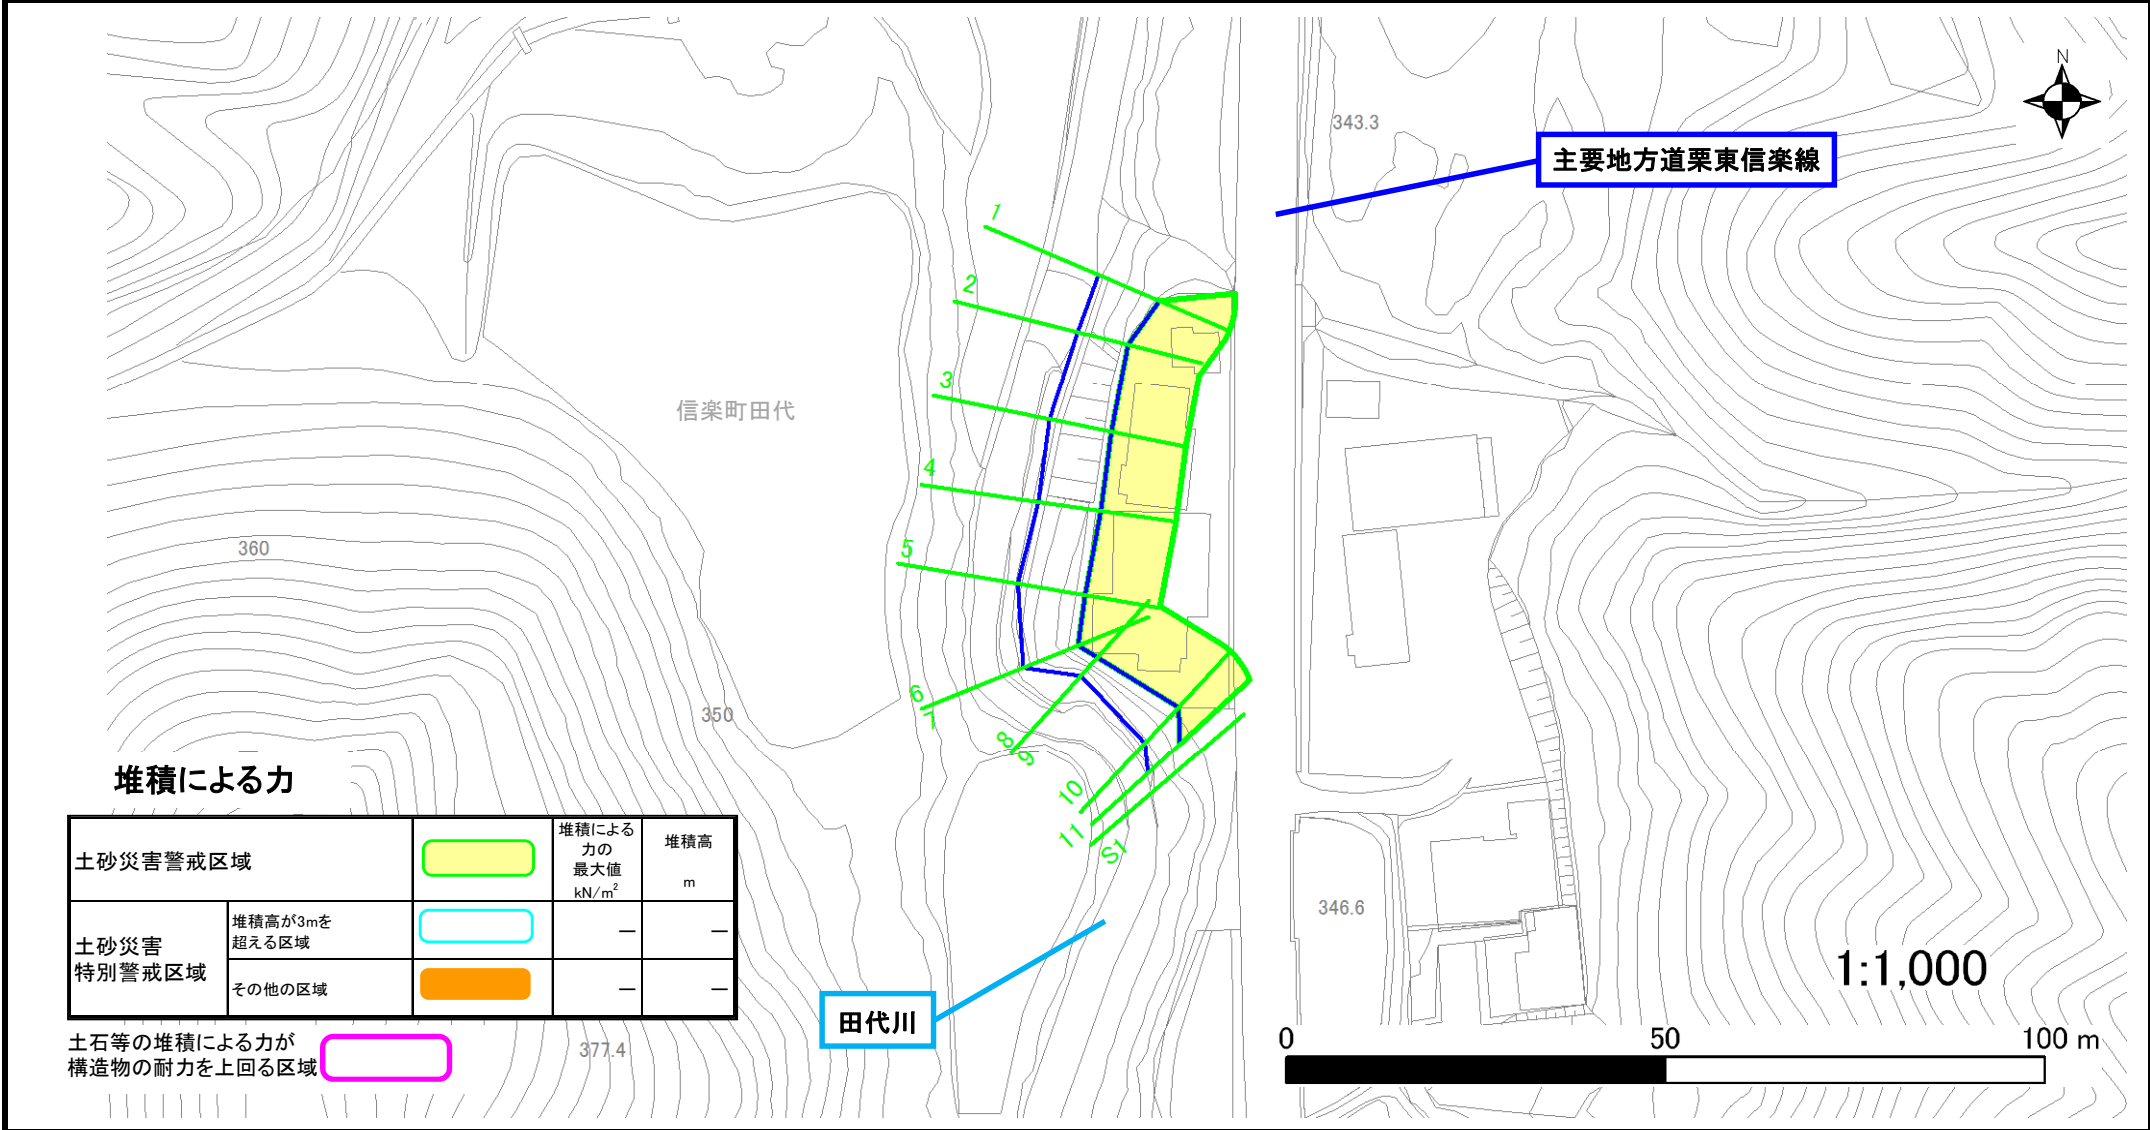 N
343.3
主要地方道栗東信楽線
1
2
3
信楽町田代
4
360
5
6
7
350
8
9
10
11
S1
堆積による力
土砂災害警戒区域
堆積による
力の
最大値
kN/m²
堆積高
m
土砂災害
特別警戒区域
堆積高が3mを
超える区域
—
—
その他の区域
—
—
346.6
1:1,000
田代川
土石等の堆積による力が
構造物の耐力を上回る区域
377.4
0
50
100 m